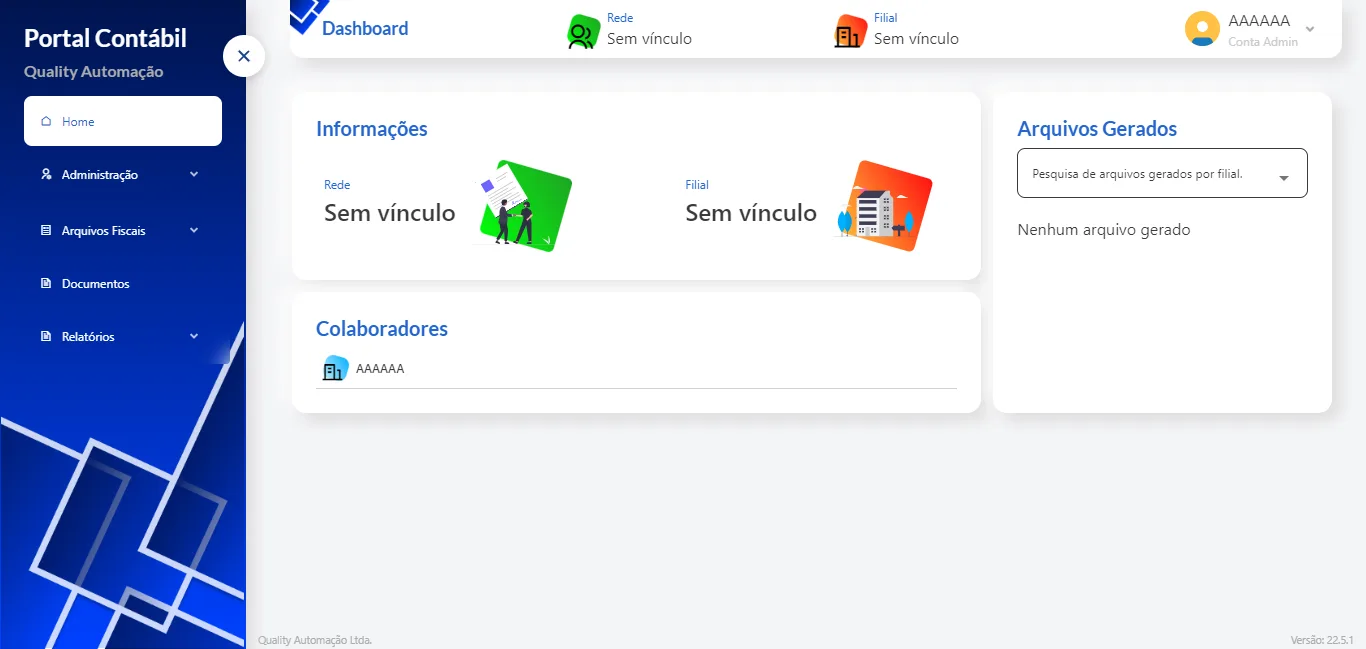 Portal Contábil
Quality Automação
Home
Administração
Arquivos Fiscais
Documentos
Relatórios
Dashboard
Rede
Sem vínculo
Filial
Sem vínculo
AAAAAA
Conta Admin
Informações
Rede
Sem vínculo
Filial
Sem vínculo
Colaboradores
AAAAAA
Arquivos Gerados
Pesquisa de arquivos gerados por filial.
Nenhum arquivo gerado
Quality Automação Ltda.
Versão: 22.5.1